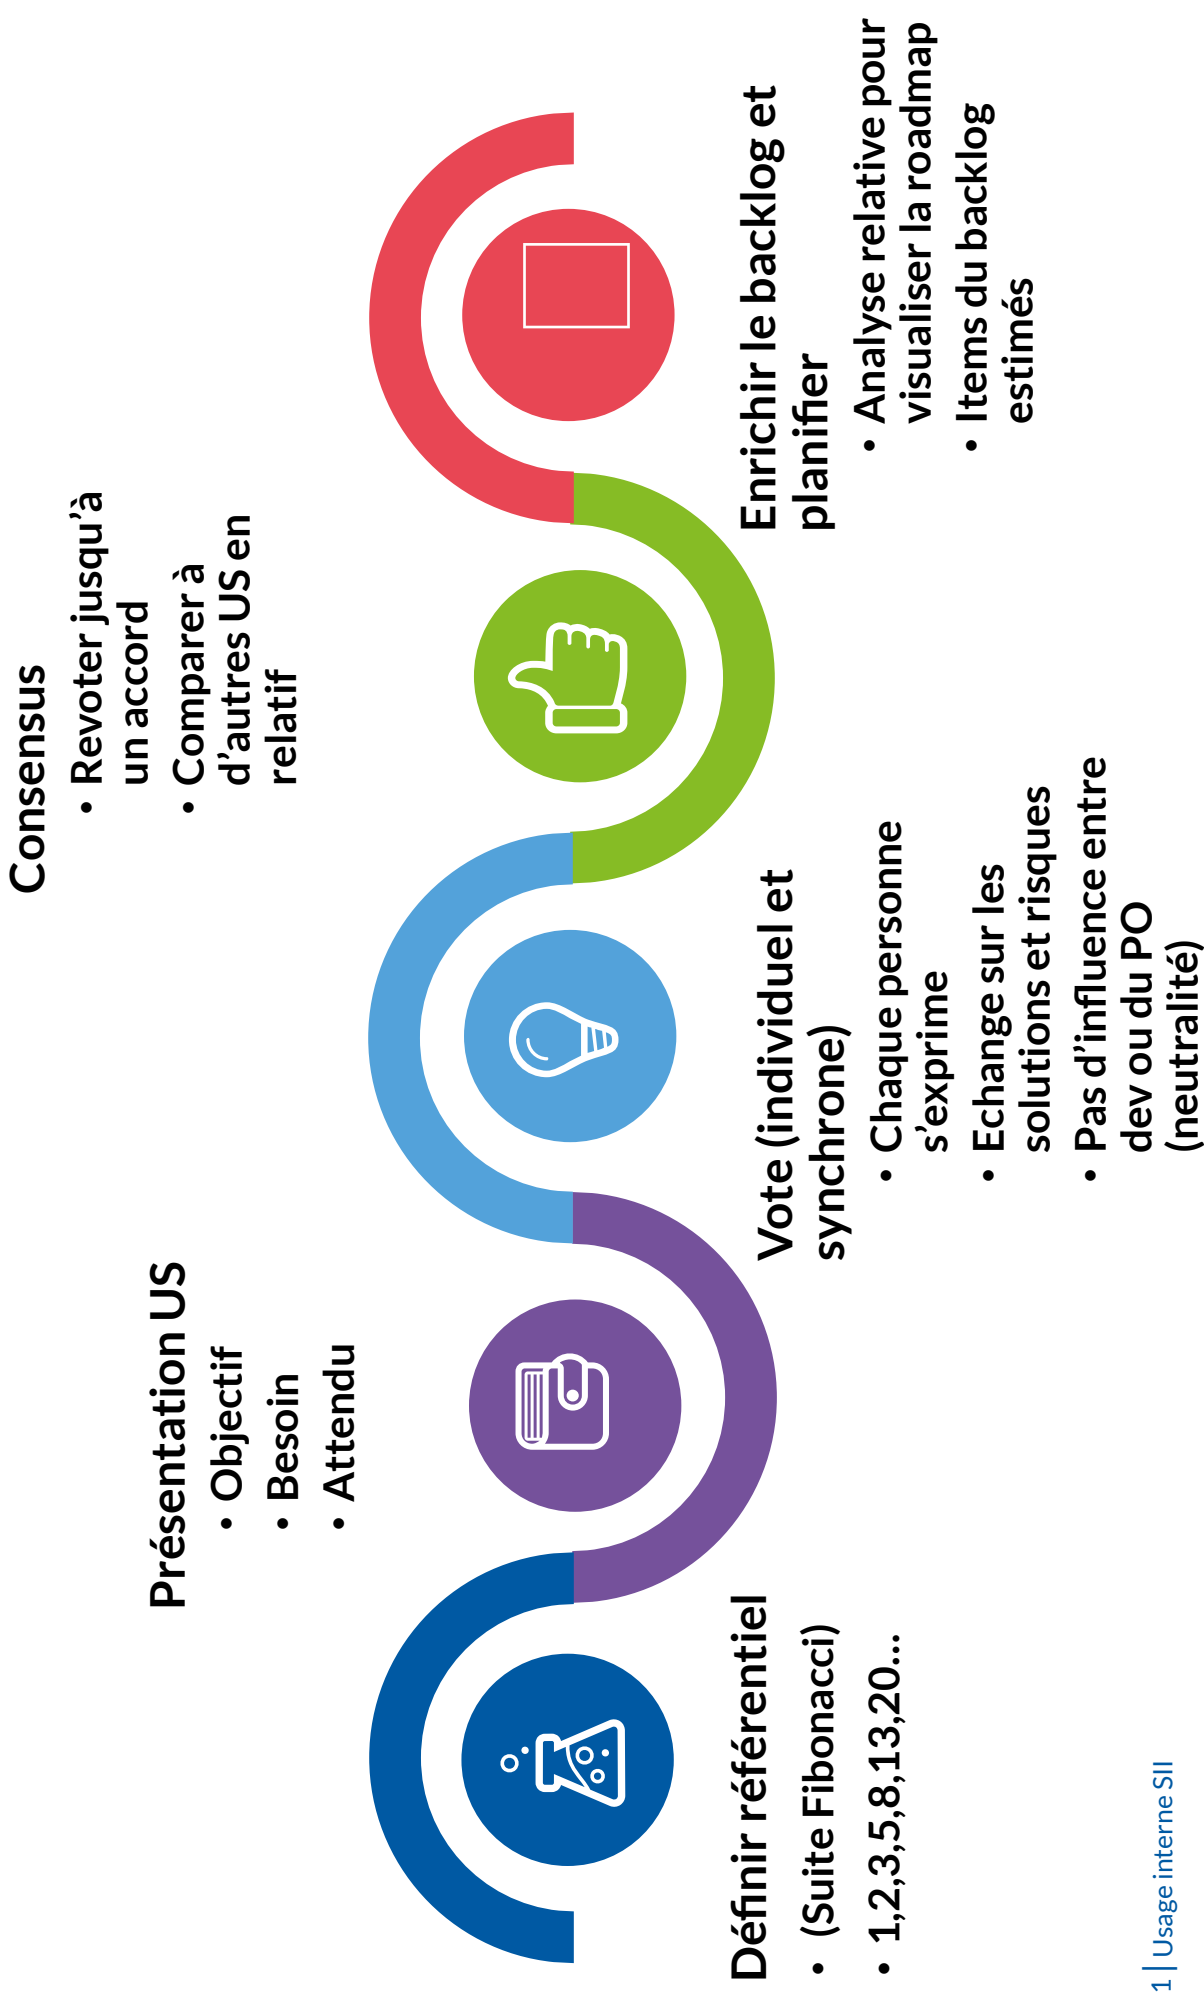 Définir référentiel
• (Suite Fibonacci)
• 1,2,3,5,8,13,20...
Présentation US
• Objectif
• Besoin
• Attendu
Vote (individuel et
synchrone)
• Chaque personne
s’exprime
• Echange sur les
solutions et risques
• Pas d’influence entre
dev ou du PO
(neutralité)
Consensus
• Revoter jusqu’à
un accord
• Comparer à
d’autres US en
relatif
Enrichir le backlog et
planifier
• Analyse relative pour
visualiser la roadmap
• Items du backlog
estimés
1 | Usage interne SII